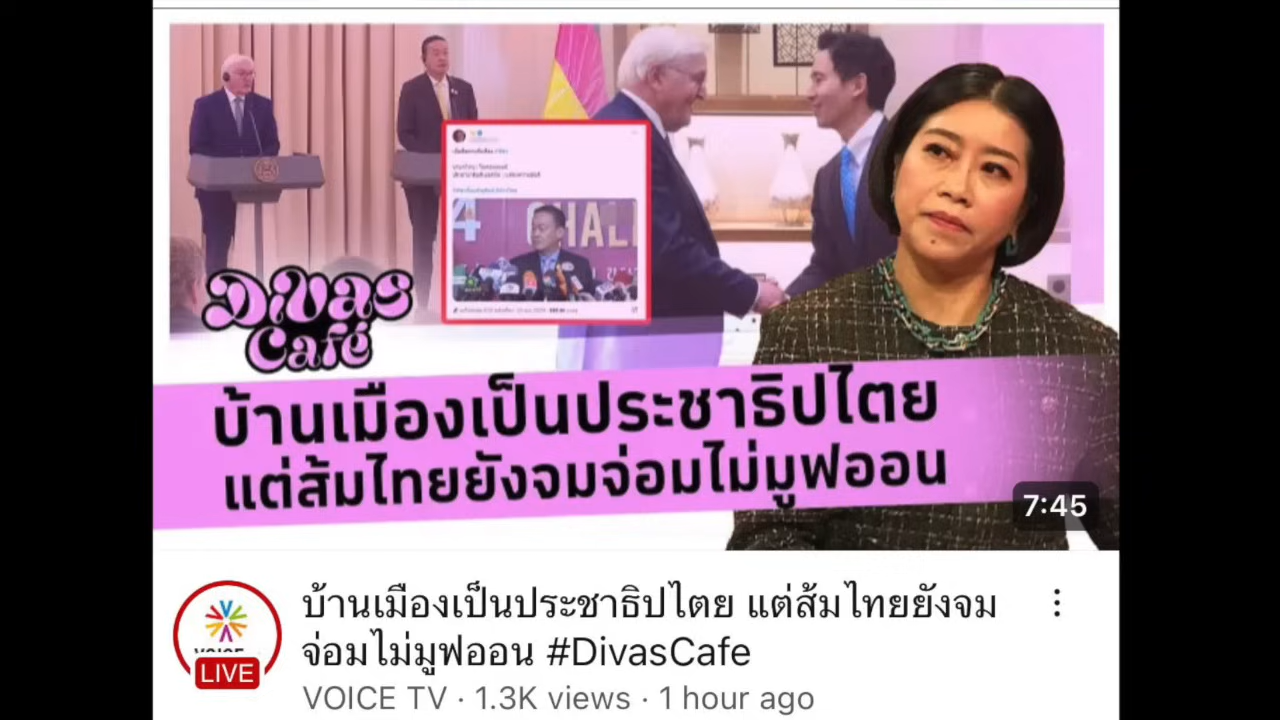 4
CHALL
Divas
Café
บ้านเมืองเป็นประชาธิปไตย
แต่ส้มไทยยังจมจ่อมไม่มูฟออน
7:45
บ้านเมืองเป็นประชาธิปไตย แต่ส้มไทยยังจม
จ่อมไม่มูฟออน #DivasCafe
LIVE
VOICE TV · 1.3K views · 1 hour ago